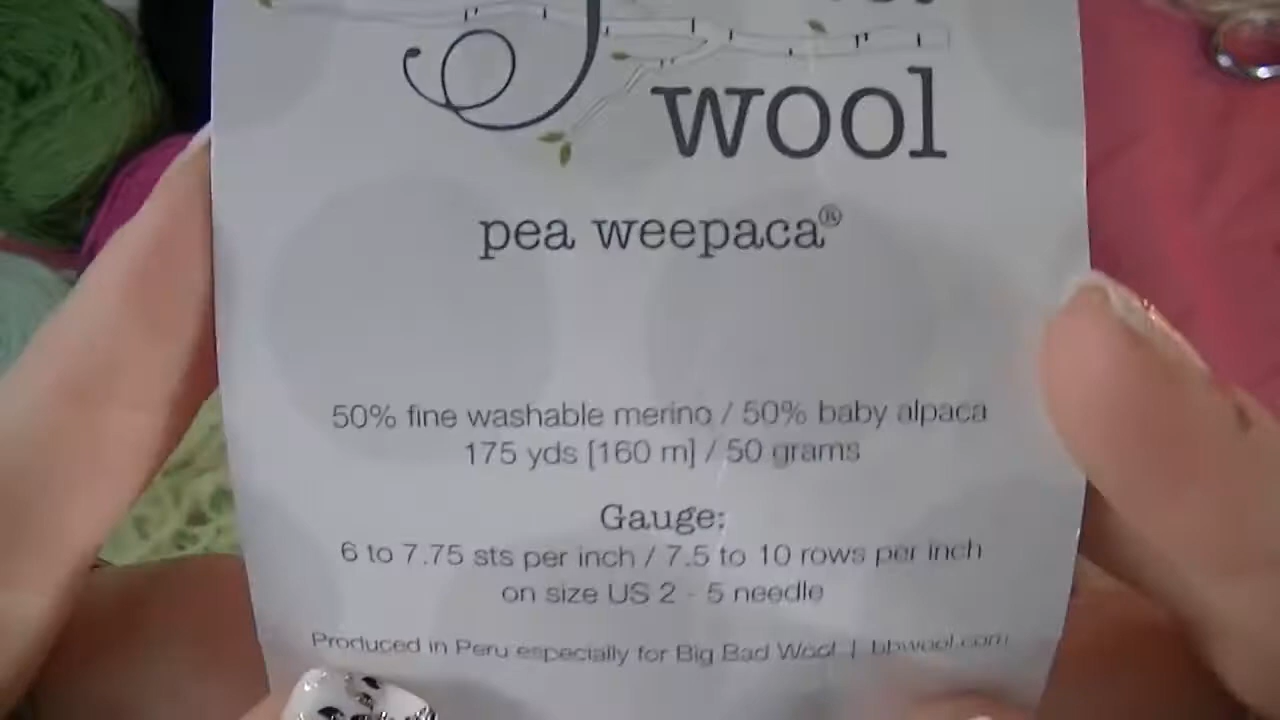 wool
pea weepaca®
50% fine washable merino / 50% baby alpaca
175 yds [160 m] / 50 grams
Gauge:
6 to 7.75 sts per inch / 7.5 to 10 rows per inch
on size US 2 - 5 needle
Produced in Peru especially for Big Bad Wool | bbwool.com